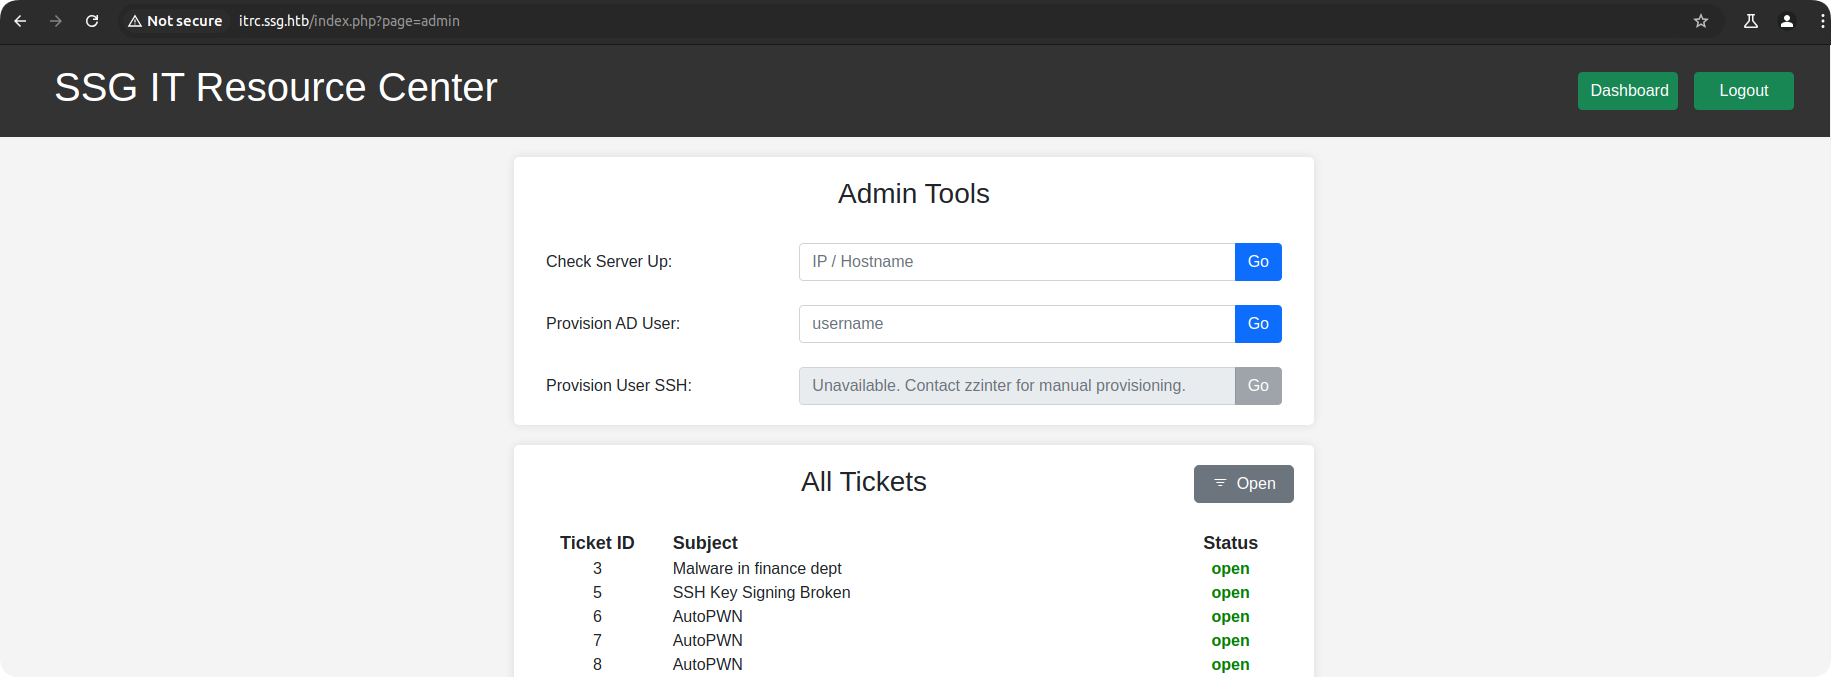 Not secure itrc.ssg.htb/index.php?page=admin
SSG IT Resource Center
Dashboard Logout
Admin Tools
Check Server Up: IP / Hostname Go
Provision AD User: username Go
Provision User SSH: Unavailable. Contact zzinter for manual provisioning. Go
All Tickets Open
Ticket ID Subject Status
3 Malware in finance dept open
5 SSH Key Signing Broken open
6 AutoPWN open
7 AutoPWN open
8 AutoPWN open